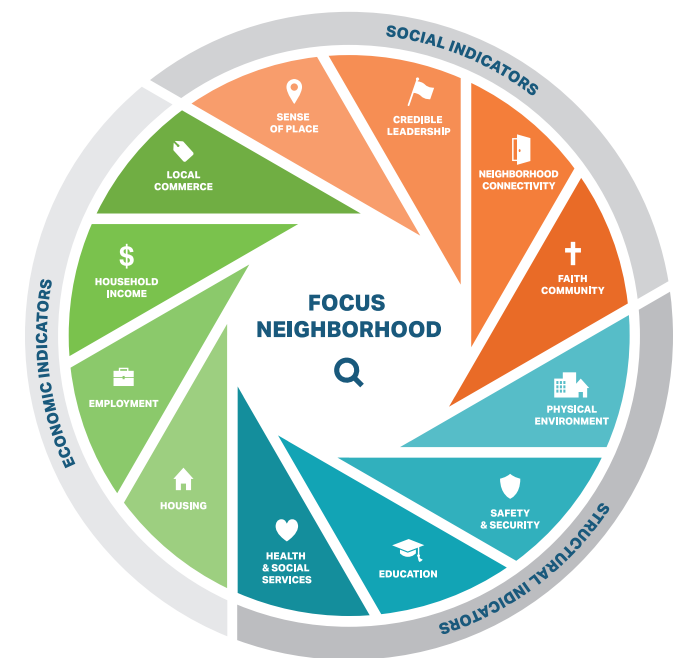 SOCIAL INDICATORS
SENSE
OF PLACE
CREDIBLE
LEADERSHIP
NEIGHBORHOOD
CONNECTIVITY
FAITH
COMMUNITY
STRUCTURAL INDICATORS
PHYSICAL
ENVIRONMENT
SAFETY
& SECURITY
EDUCATION
HEALTH
& SOCIAL
SERVICES
ECONOMIC INDICATORS
HOUSING
EMPLOYMENT
$
HOUSEHOLD
INCOME
LOCAL
COMMERCE
FOCUS
NEIGHBORHOOD